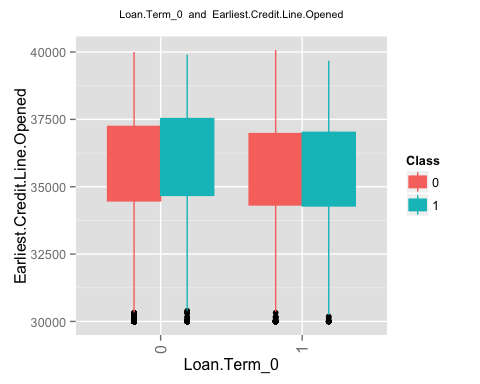 Loan.Term_0 and Earliest.Credit.Line.Opened
40000
37500
35000
32500
30000
Earliest.Credit.Line.Opened
0
1
Loan.Term_0
Class
0
1